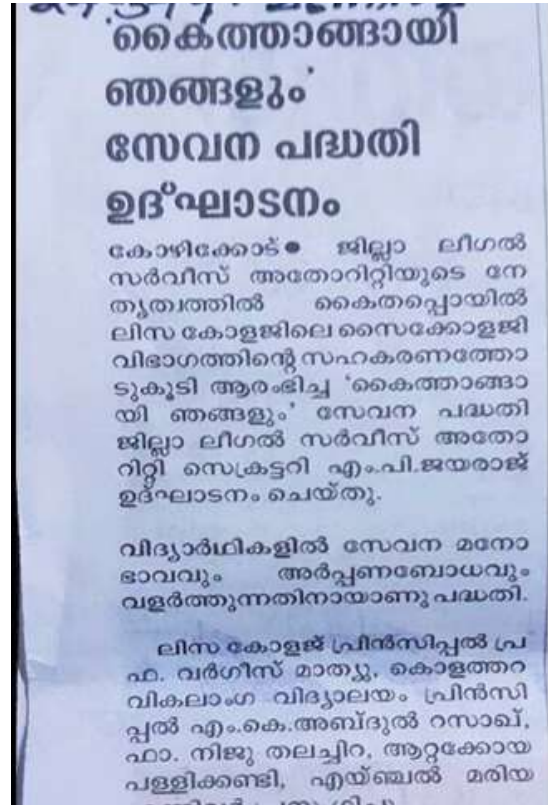 'കൈത്താങ്ങായി
ഞങ്ങളും'
സേവന പദ്ധതി
ഉദ്ഘാടനം
കോഴിക്കോട്● ജില്ലാ ലീഗൽ
സർവീസ് അതോറിറ്റിയുടെ നേ
തൃത്വത്തിൽ കൈതപ്പൊയിൽ
ലിസ കോളജിലെ സൈക്കോളജി
വിഭാഗത്തിന്റെ സഹകരണത്തോ
ടുകൂടി ആരംഭിച്ച 'കൈത്താങ്ങാ
യി ഞങ്ങളും' സേവന പദ്ധതി
ജില്ലാ ലീഗൽ സർവീസ് അതോ
റിറ്റി സെക്രട്ടറി എം.പി.ജയരാജ്
ഉദ്ഘാടനം ചെയ്തു.
വിദ്യാർഥികളിൽ സേവന മനോ
ഭാവവും അർപ്പണബോധവും
വളർത്തുന്നതിനായാണു പദ്ധതി.
ലിസ കോളജ് പ്രിൻസിപ്പൽ പ്ര
ഫ. വർഗീസ് മാത്യു, കൊളത്തറ
വികലാംഗ വിദ്യാലയം പ്രിൻസി
പ്പൽ എം.കെ.അബ്ദുൽ റസാഖ്,
ഫാ. നിജു തലച്ചിറ, ആറ്റക്കോയ
പള്ളിക്കണ്ടി, എയ്ഞ്ചൽ മരിയ